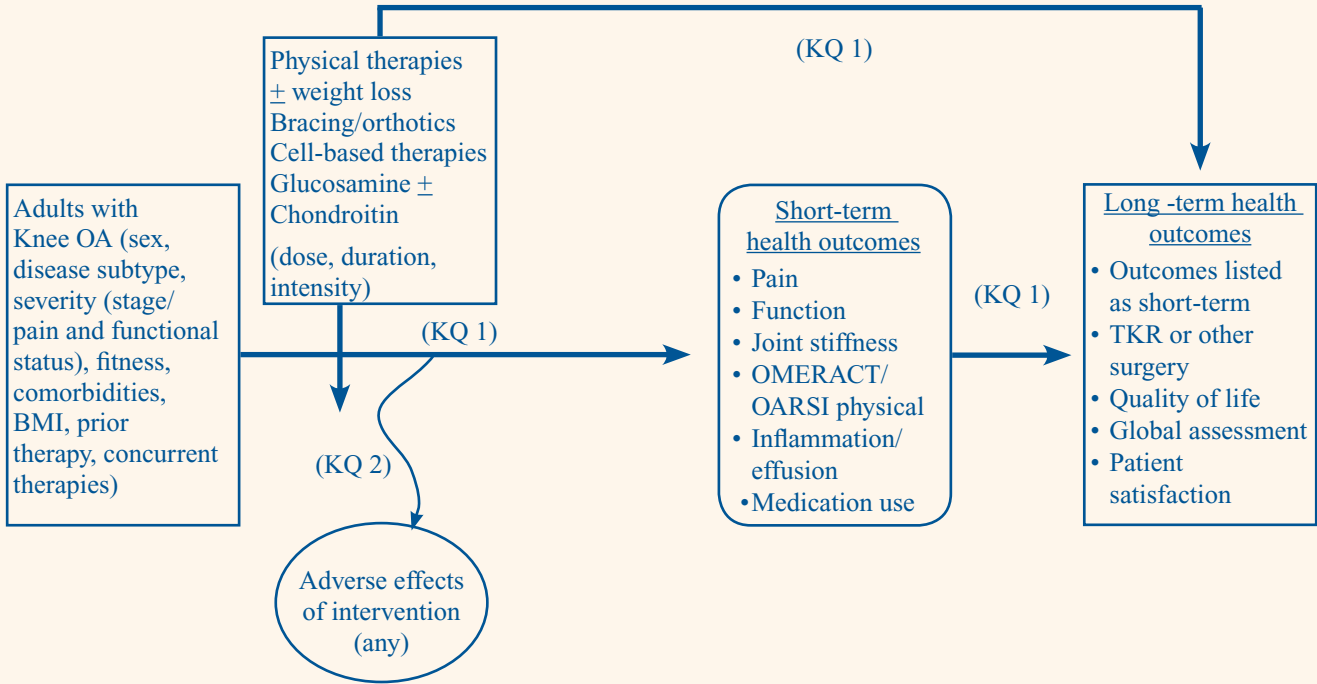 (KQ 1)
Physical therapies
± weight loss
Bracing/orthotics
Cell-based therapies
Glucosamine ±
Chondroitin
(dose, duration,
intensity)
Adults with
Knee OA (sex,
disease subtype,
severity (stage/
pain and functional
status), fitness,
comorbidities,
BMI, prior
therapy, concurrent
therapies)
(KQ 1)
(KQ 2)
Adverse effects
of intervention
(any)
Short-term
health outcomes
• Pain
• Function
• Joint stiffness
• OMERACT/
OARSI physical
• Inflammation/
effusion
•Medication use
(KQ 1)
Long -term health
outcomes
• Outcomes listed
as short-term
• TKR or other
surgery
• Quality of life
• Global assessment
• Patient
satisfaction